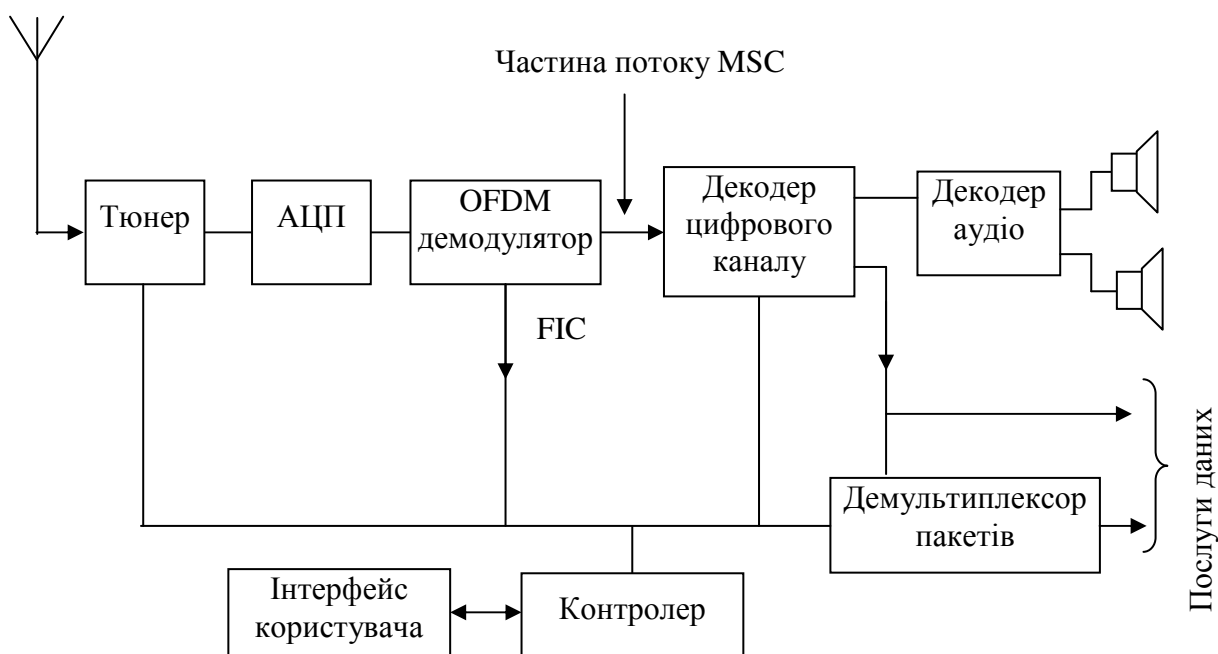 Частина потоку MSC
Тюнер
АЦП
OFDM
демодулятор
Декодер
цифрового
каналу
Декодер
аудіо
FIC
Послуги даних
Демультиплексор
пакетів
Інтерфейс
користувача
Контролер